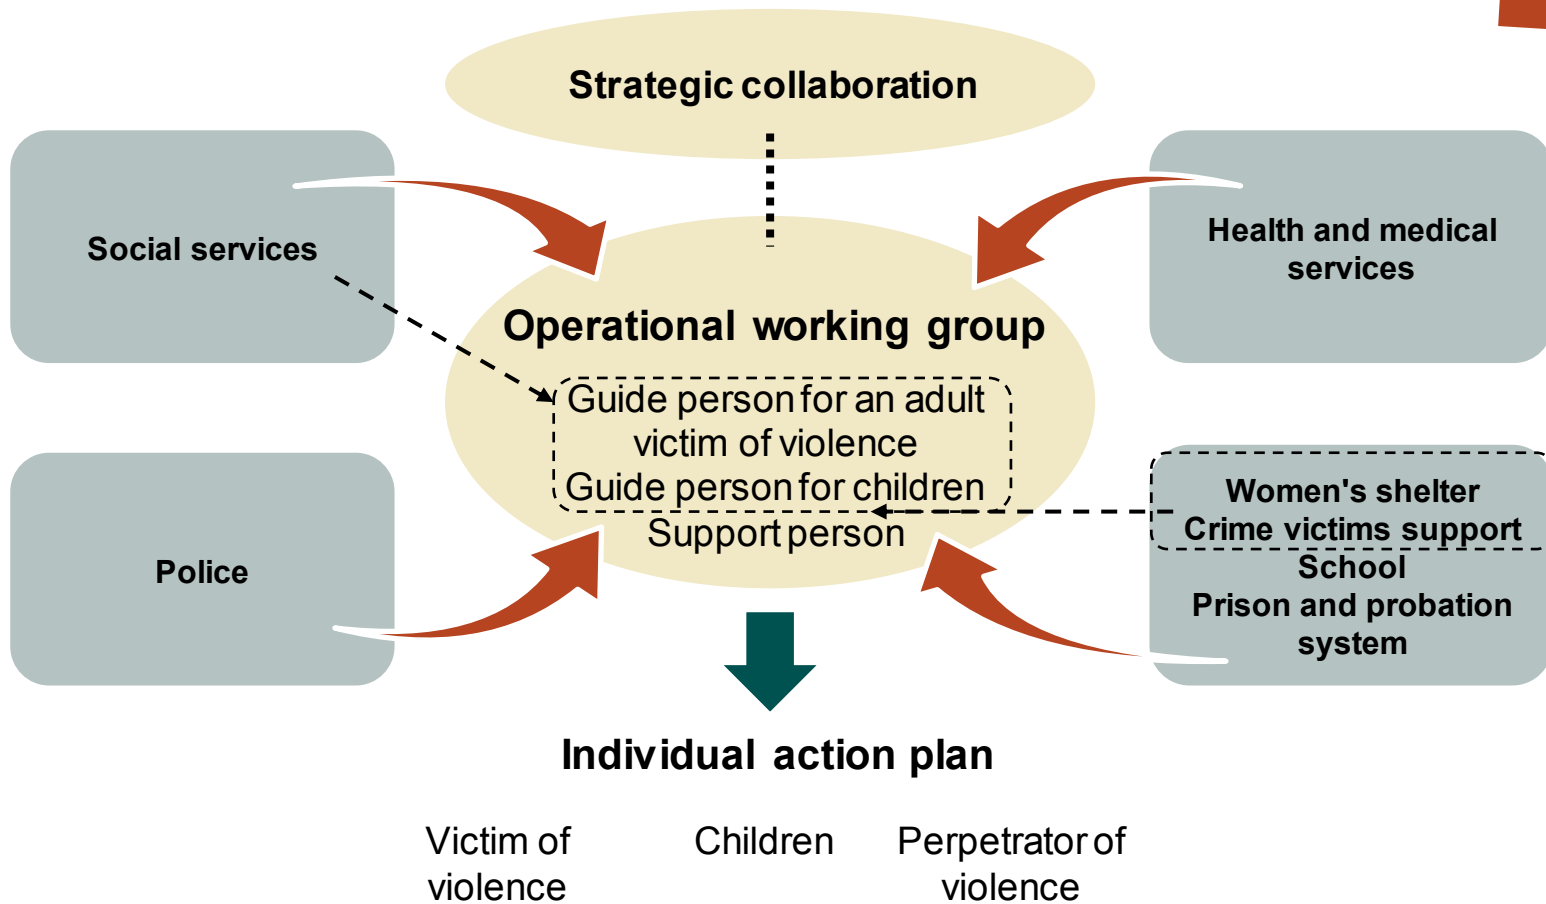 Strategic collaboration
Social services
Health and medical
services
Operational working group
Guide person for an adult
victim of violence
Guide person for children
Support person
Police
Women's shelter
Crime victims support
School
Prison and probation
system
Individual action plan
Victim of
violence
Children
Perpetrator of
violence